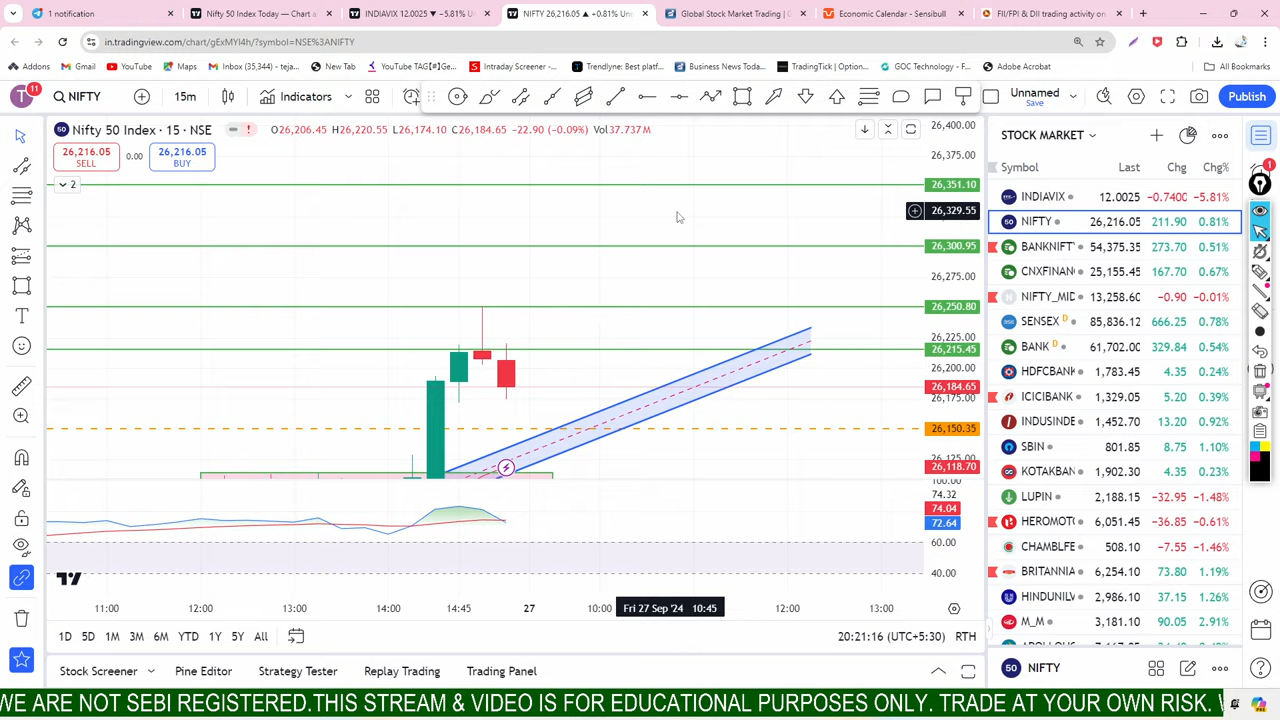 1 notification
Nifty 50 Index Today — Chart a
INDIAVIX 12.0025 ▼ −5.81%
NIFTY 26,216.05 ▲ +0.81% Un
Global Stock Market Trading | G
Economic Calendar - Sensibull
FII/FPI & DII trading activity on
in.tradingview.com/chart/gExMYl4h/?symbol=NSE%3ANIFTY
Addons
Gmail
YouTube
Maps
Inbox (35,344) - teja...
New Tab
YouTube TAG[#]Ge...
Intraday Screener -...
Trendlyne: Best platf...
Business News Toda...
TradingTick | Option...
GOC Technology - F...
Adobe Acrobat
All Bookmarks
T 11
NIFTY
15m
Indicators
Unnamed
Save
Publish
50 Nifty 50 Index · 15 · NSE
O26,206.45 H26,220.55 L26,174.10 C26,184.65 −22.90 (−0.09%) Vol37.737 M
26,216.05
SELL
0.00
26,216.05
BUY
2
26,400.00
26,375.00
26,351.10
26,329.55
26,300.95
26,275.00
26,250.80
26,225.00
26,215.45
26,200.00
26,184.65
26,175.00
26,150.35
26,125.00
26,118.70
100.00
74.32
74.04
72.64
60.00
40.00
11:00
12:00
13:00
14:00
14:45
27
10:00
Fri 27 Sep '24 10:45
12:00
13:00
1D 5D 1M 3M 6M YTD 1Y 5Y All
20:21:16 (UTC+5:30) RTH
Stock Screener
Pine Editor
Strategy Tester
Replay Trading
Trading Panel
STOCK MARKET
1
Symbol Last Chg Chg%
INDIAVIX 12.0025 −0.7400 −5.81%
50 NIFTY 26,216.05 211.90 0.81%
BANKNIFTY 54,375.35 273.70 0.51%
CNXFINAN 25,155.45 167.70 0.67%
NIFTY_MID 13,258.60 −0.90 −0.01%
SENSEX D 85,836.12 666.25 0.78%
BANK D 61,702.00 329.84 0.54%
HDFCBANK 1,783.45 4.35 0.24%
ICICIBANK 1,329.05 5.20 0.39%
INDUSINDB 1,452.70 13.20 0.92%
SBIN 801.85 8.75 1.10%
KOTAKBAN 1,902.30 4.35 0.23%
LUPIN 2,188.15 −32.95 −1.48%
HEROMOTO 6,051.45 −36.85 −0.61%
CHAMBLFE 508.10 −7.55 −1.46%
BRITANNIA 6,254.10 73.80 1.19%
HINDUNILV 2,986.10 37.15 1.26%
M_M 3,181.10 90.05 2.91%
50 NIFTY
WE ARE NOT SEBI REGISTERED.THIS STREAM & VIDEO IS FOR EDUCATIONAL PURPOSES ONLY. TRADE AT YOUR OWN RISK.